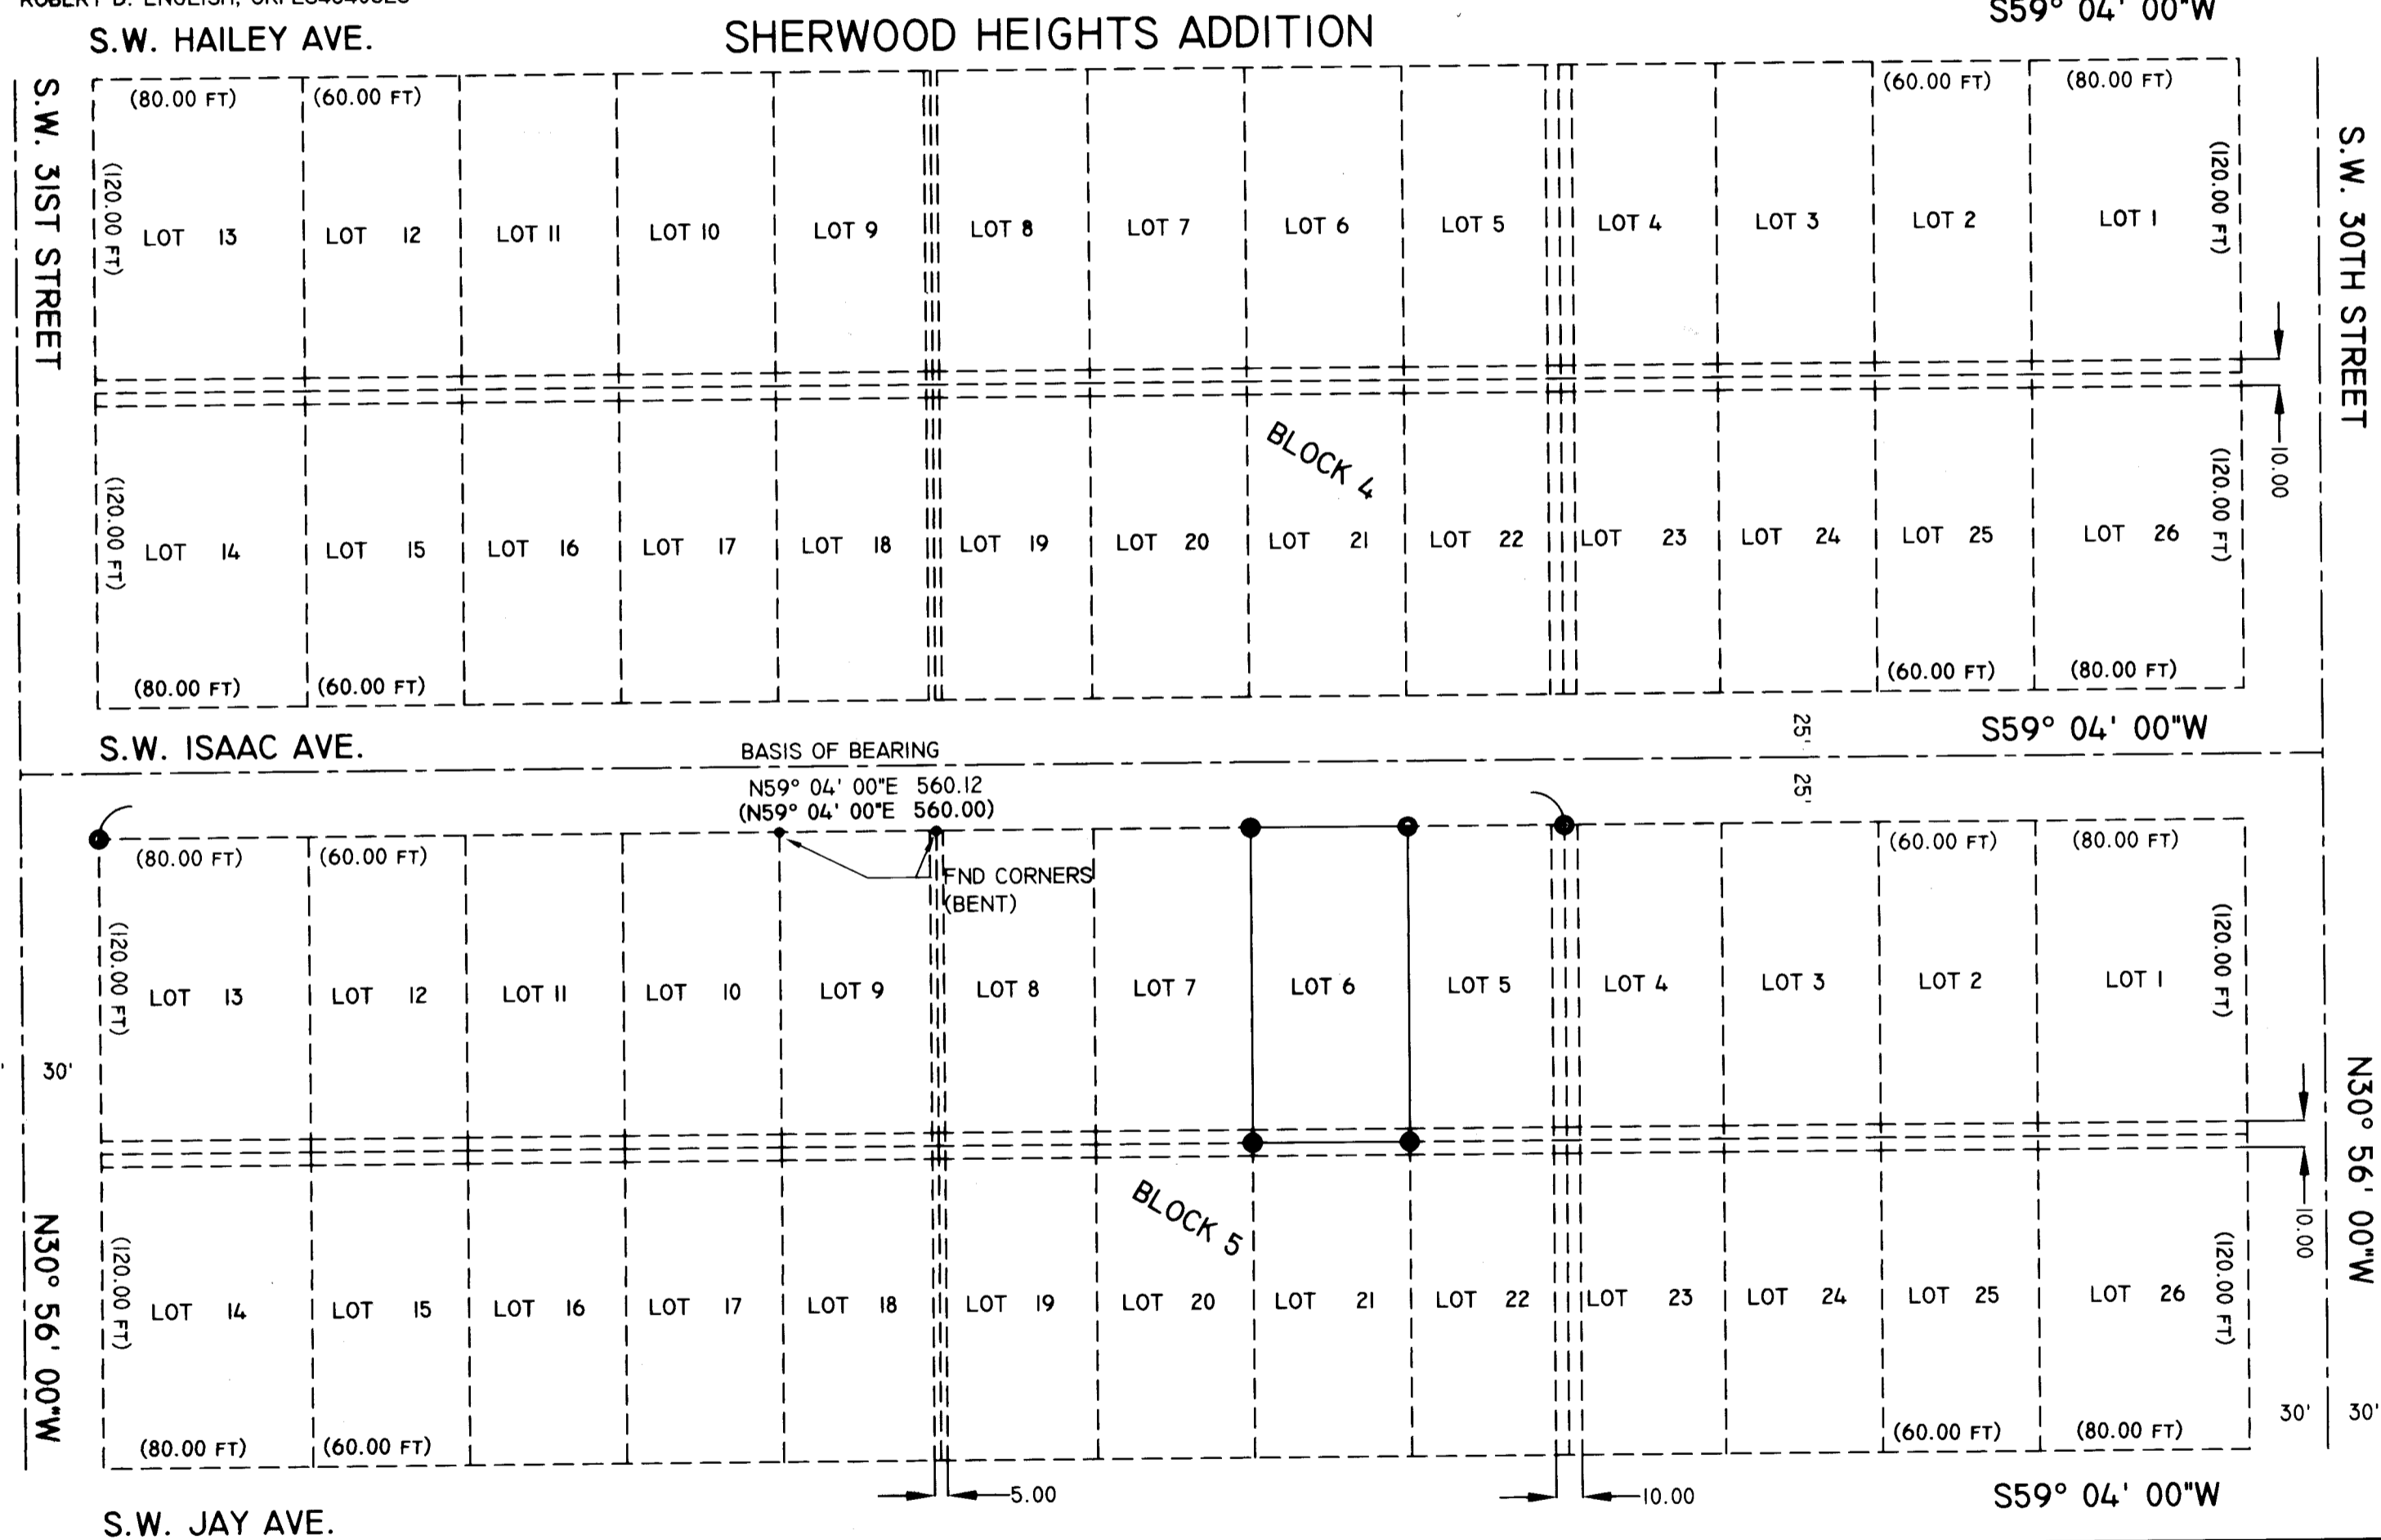 S59° 04' 00"W
S.W. HAILEY AVE.
SHERWOOD HEIGHTS ADDITION
S.W. 31ST STREET
(80.00 FT)
(60.00 FT)
(60.00 FT)
(80.00 FT)
(120.00 FT)
(120.00 FT)
S.W. 30TH STREET
LOT 13
LOT 12
LOT 11
LOT 10
LOT 9
LOT 8
LOT 7
LOT 6
LOT 5
LOT 4
LOT 3
LOT 2
LOT 1
10.00
BLOCK 4
(120.00 FT)
(120.00 FT)
LOT 14
LOT 15
LOT 16
LOT 17
LOT 18
LOT 19
LOT 20
LOT 21
LOT 22
LOT 23
LOT 24
LOT 25
LOT 26
(80.00 FT)
(60.00 FT)
(60.00 FT)
(80.00 FT)
S.W. ISAAC AVE.
BASIS OF BEARING
25'
S59° 04' 00"W
N59° 04' 00"E 560.12
(N59° 04' 00"E 560.00)
25'
(80.00 FT)
(60.00 FT)
(60.00 FT)
(80.00 FT)
FND CORNERS
(BENT)
(120.00 FT)
(120.00 FT)
LOT 13
LOT 12
LOT 11
LOT 10
LOT 9
LOT 8
LOT 7
LOT 6
LOT 5
LOT 4
LOT 3
LOT 2
LOT 1
30'
N30° 56' 00"W
10.00
BLOCK 5
N30° 56' 00"W
(120.00 FT)
(120.00 FT)
LOT 14
LOT 15
LOT 16
LOT 17
LOT 18
LOT 19
LOT 20
LOT 21
LOT 22
LOT 23
LOT 24
LOT 25
LOT 26
30'
30'
(80.00 FT)
(60.00 FT)
(60.00 FT)
(80.00 FT)
5.00
10.00
S59° 04' 00"W
S.W. JAY AVE.